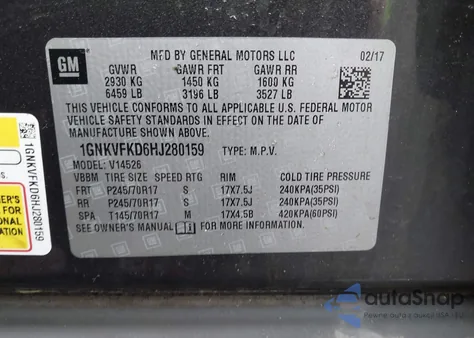 GM
MFD BY GENERAL MOTORS LLC 02/17
GVWR GAWR FRT GAWR RR
2930 KG 1450 KG 1600 KG
6459 LB 3196 LB 3527 LB
THIS VEHICLE CONFORMS TO ALL APPLICABLE U.S. FEDERAL MOTOR
VEHICLE SAFETY STANDARDS IN EFFECT ON THE DATE OF
MANUFACTURE SHOWN ABOVE.
1GNKVFKD6HJ280159 TYPE: M.P.V.
MODEL: V14526
VBBM TIRE SIZE SPEED RTG RIM COLD TIRE PRESSURE
FRT P245/70R17 S 17X7.5J 240KPA(35PSI)
RR P245/70R17 S 17X7.5J 240KPA(35PSI)
SPA T145/70R17 M 17X4.5B 420KPA(60PSI)
SEE OWNER'S MANUAL FOR MORE INFORMATION.
1GNKVFKD6HJ280159
ER'S
FOR
ONAL
ATION
autoSnap